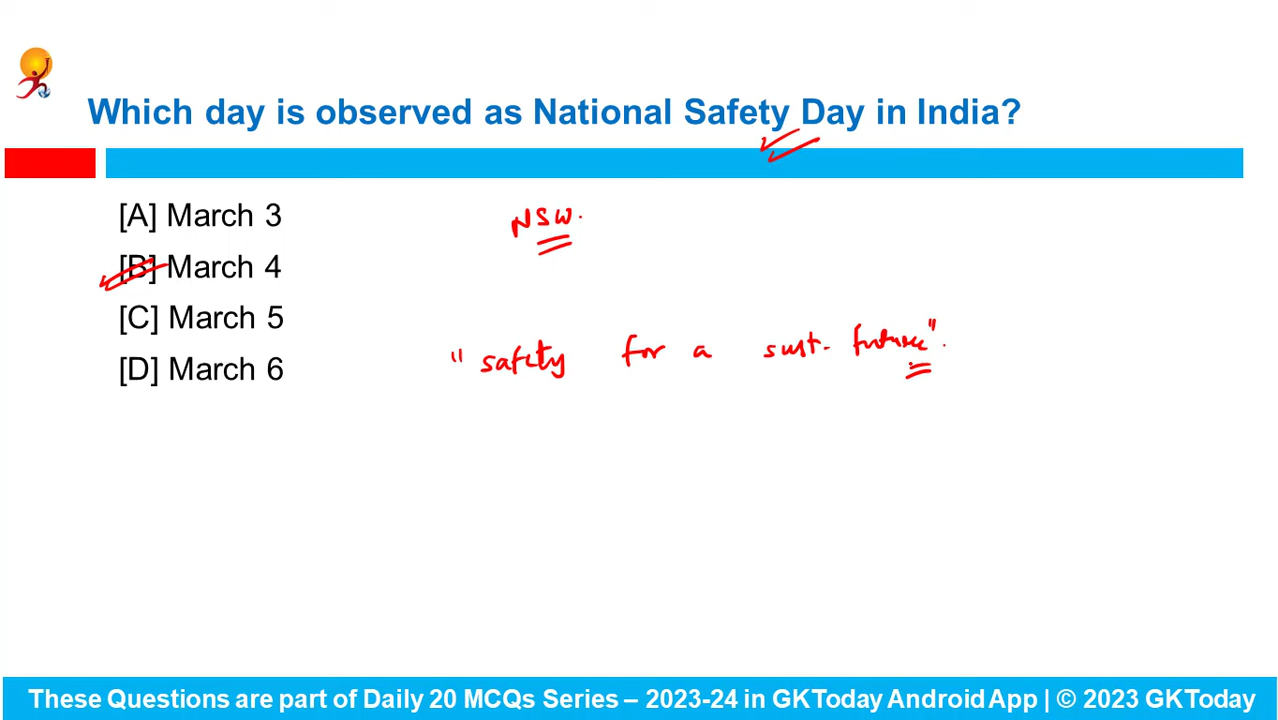 Which day is observed as National Safety Day in India?
[A] March 3
NSW.
[B] March 4
[C] March 5
"safety for a sust. future".
[D] March 6
These Questions are part of Daily 20 MCQs Series – 2023-24 in GKToday Android App | © 2023 GKToday